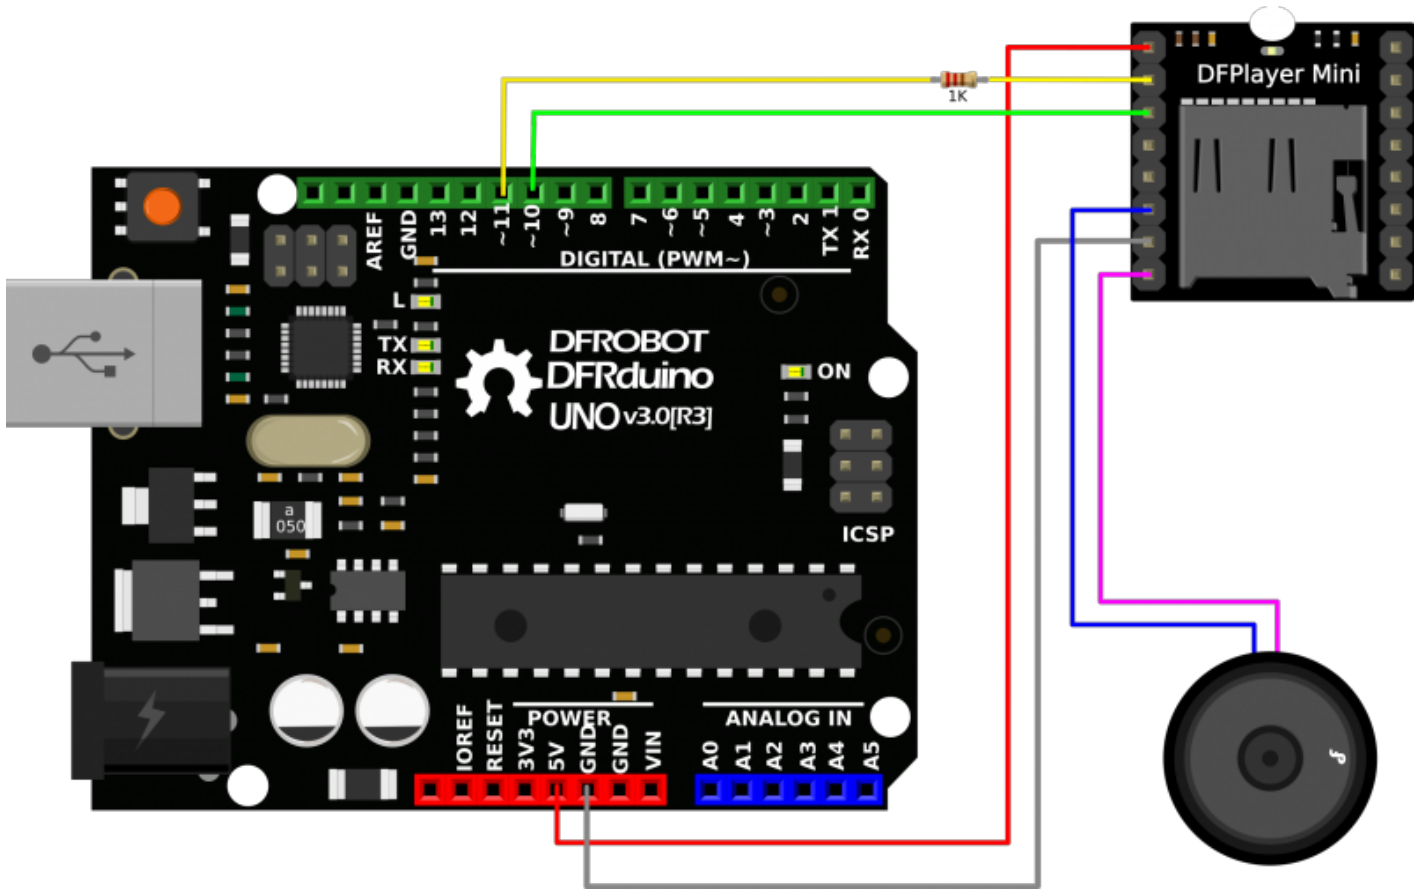 DFPlayer Mini
1K
AREF
GND
13
12
~11
~10
~9
8
7
~6
~5
4
~3
2
TX 1
RX 0
DIGITAL (PWM~)
L
TX
RX
DFROBOT
DFRduino
UNO v3.0[R3]
ON
ICSP
a
050
POWER
ANALOG IN
IOREF
RESET
3V3
5V
GND
GND
VIN
A0
A1
A2
A3
A4
A5